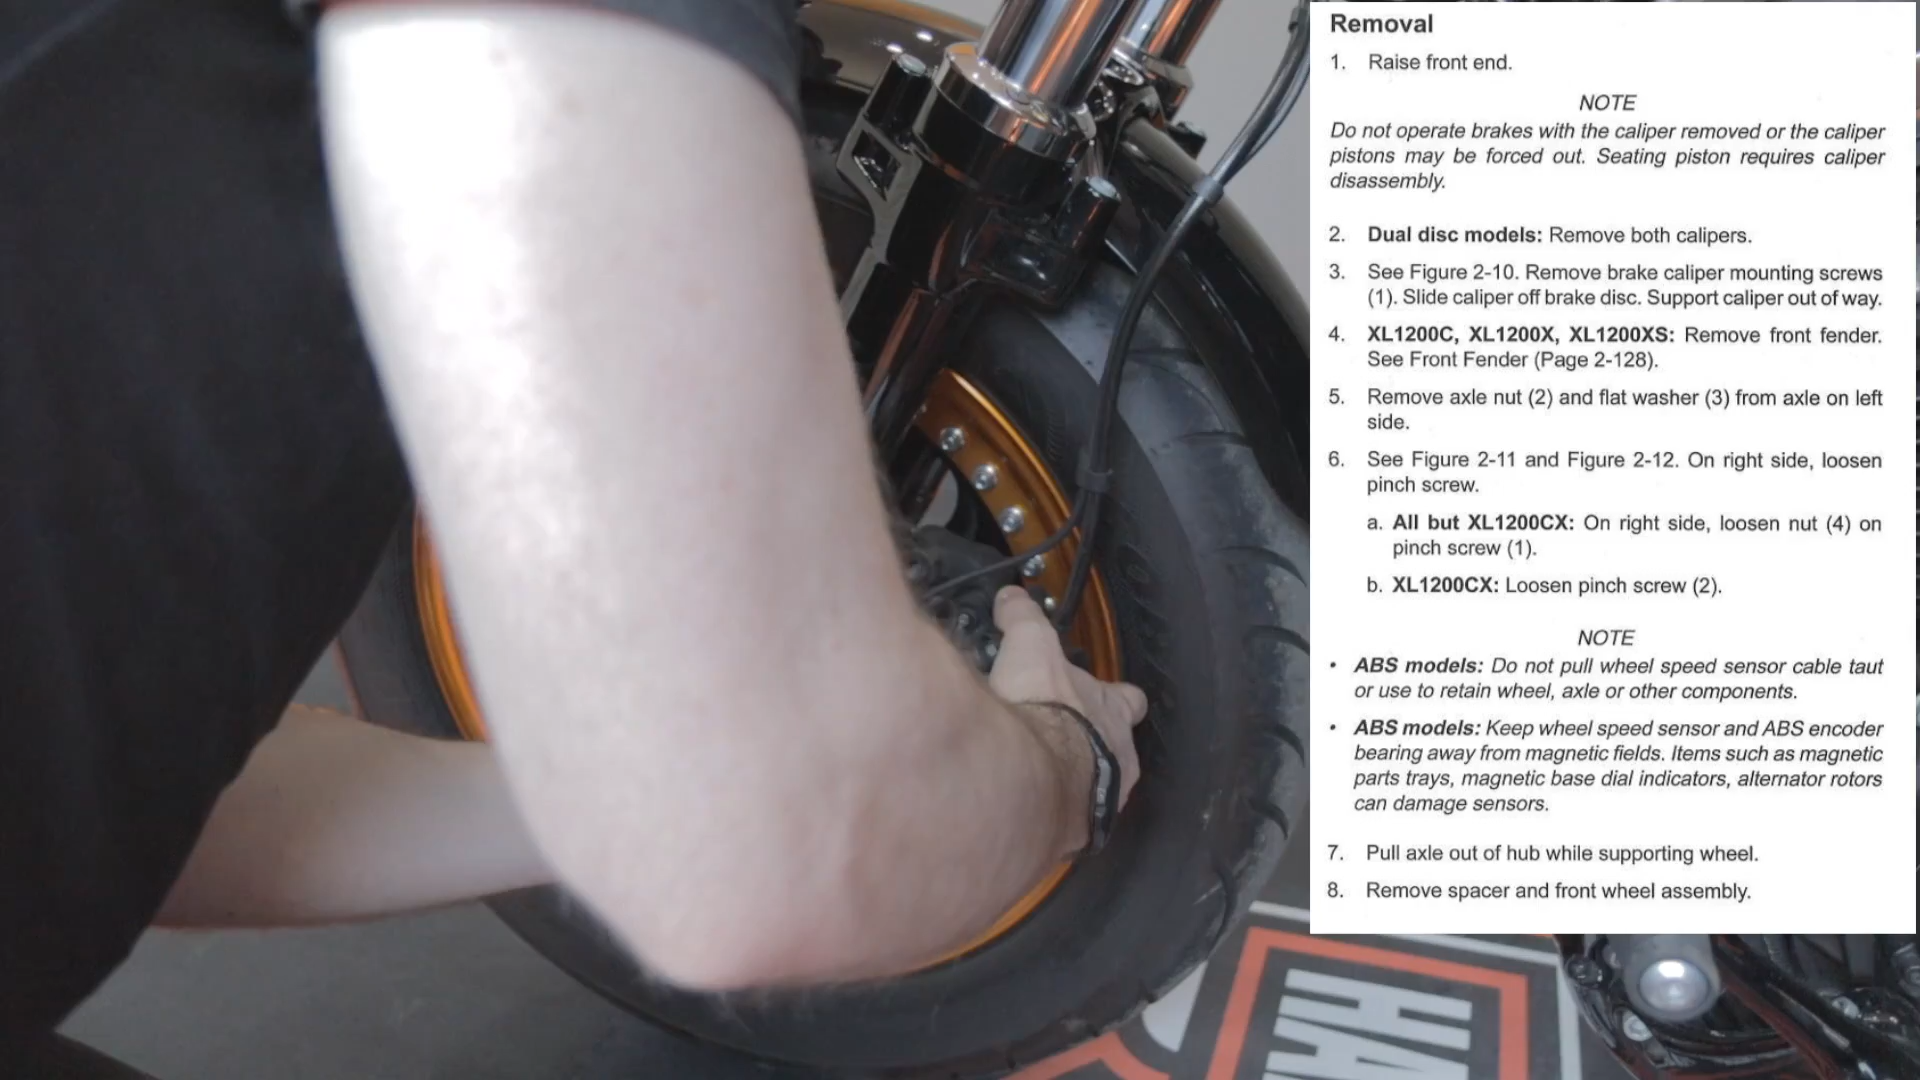 Removal
1. Raise front end.
NOTE
Do not operate brakes with the caliper removed or the caliper
pistons may be forced out. Seating piston requires caliper
disassembly.
2. Dual disc models: Remove both calipers.
3. See Figure 2-10. Remove brake caliper mounting screws
(1). Slide caliper off brake disc. Support caliper out of way.
4. XL1200C, XL1200X, XL1200XS: Remove front fender.
See Front Fender (Page 2-128).
5. Remove axle nut (2) and flat washer (3) from axle on left
side.
6. See Figure 2-11 and Figure 2-12. On right side, loosen
pinch screw.
a. All but XL1200CX: On right side, loosen nut (4) on
pinch screw (1).
b. XL1200CX: Loosen pinch screw (2).
NOTE
• ABS models: Do not pull wheel speed sensor cable taut
or use to retain wheel, axle or other components.
• ABS models: Keep wheel speed sensor and ABS encoder
bearing away from magnetic fields. Items such as magnetic
parts trays, magnetic base dial indicators, alternator rotors
can damage sensors.
7. Pull axle out of hub while supporting wheel.
8. Remove spacer and front wheel assembly.
HA